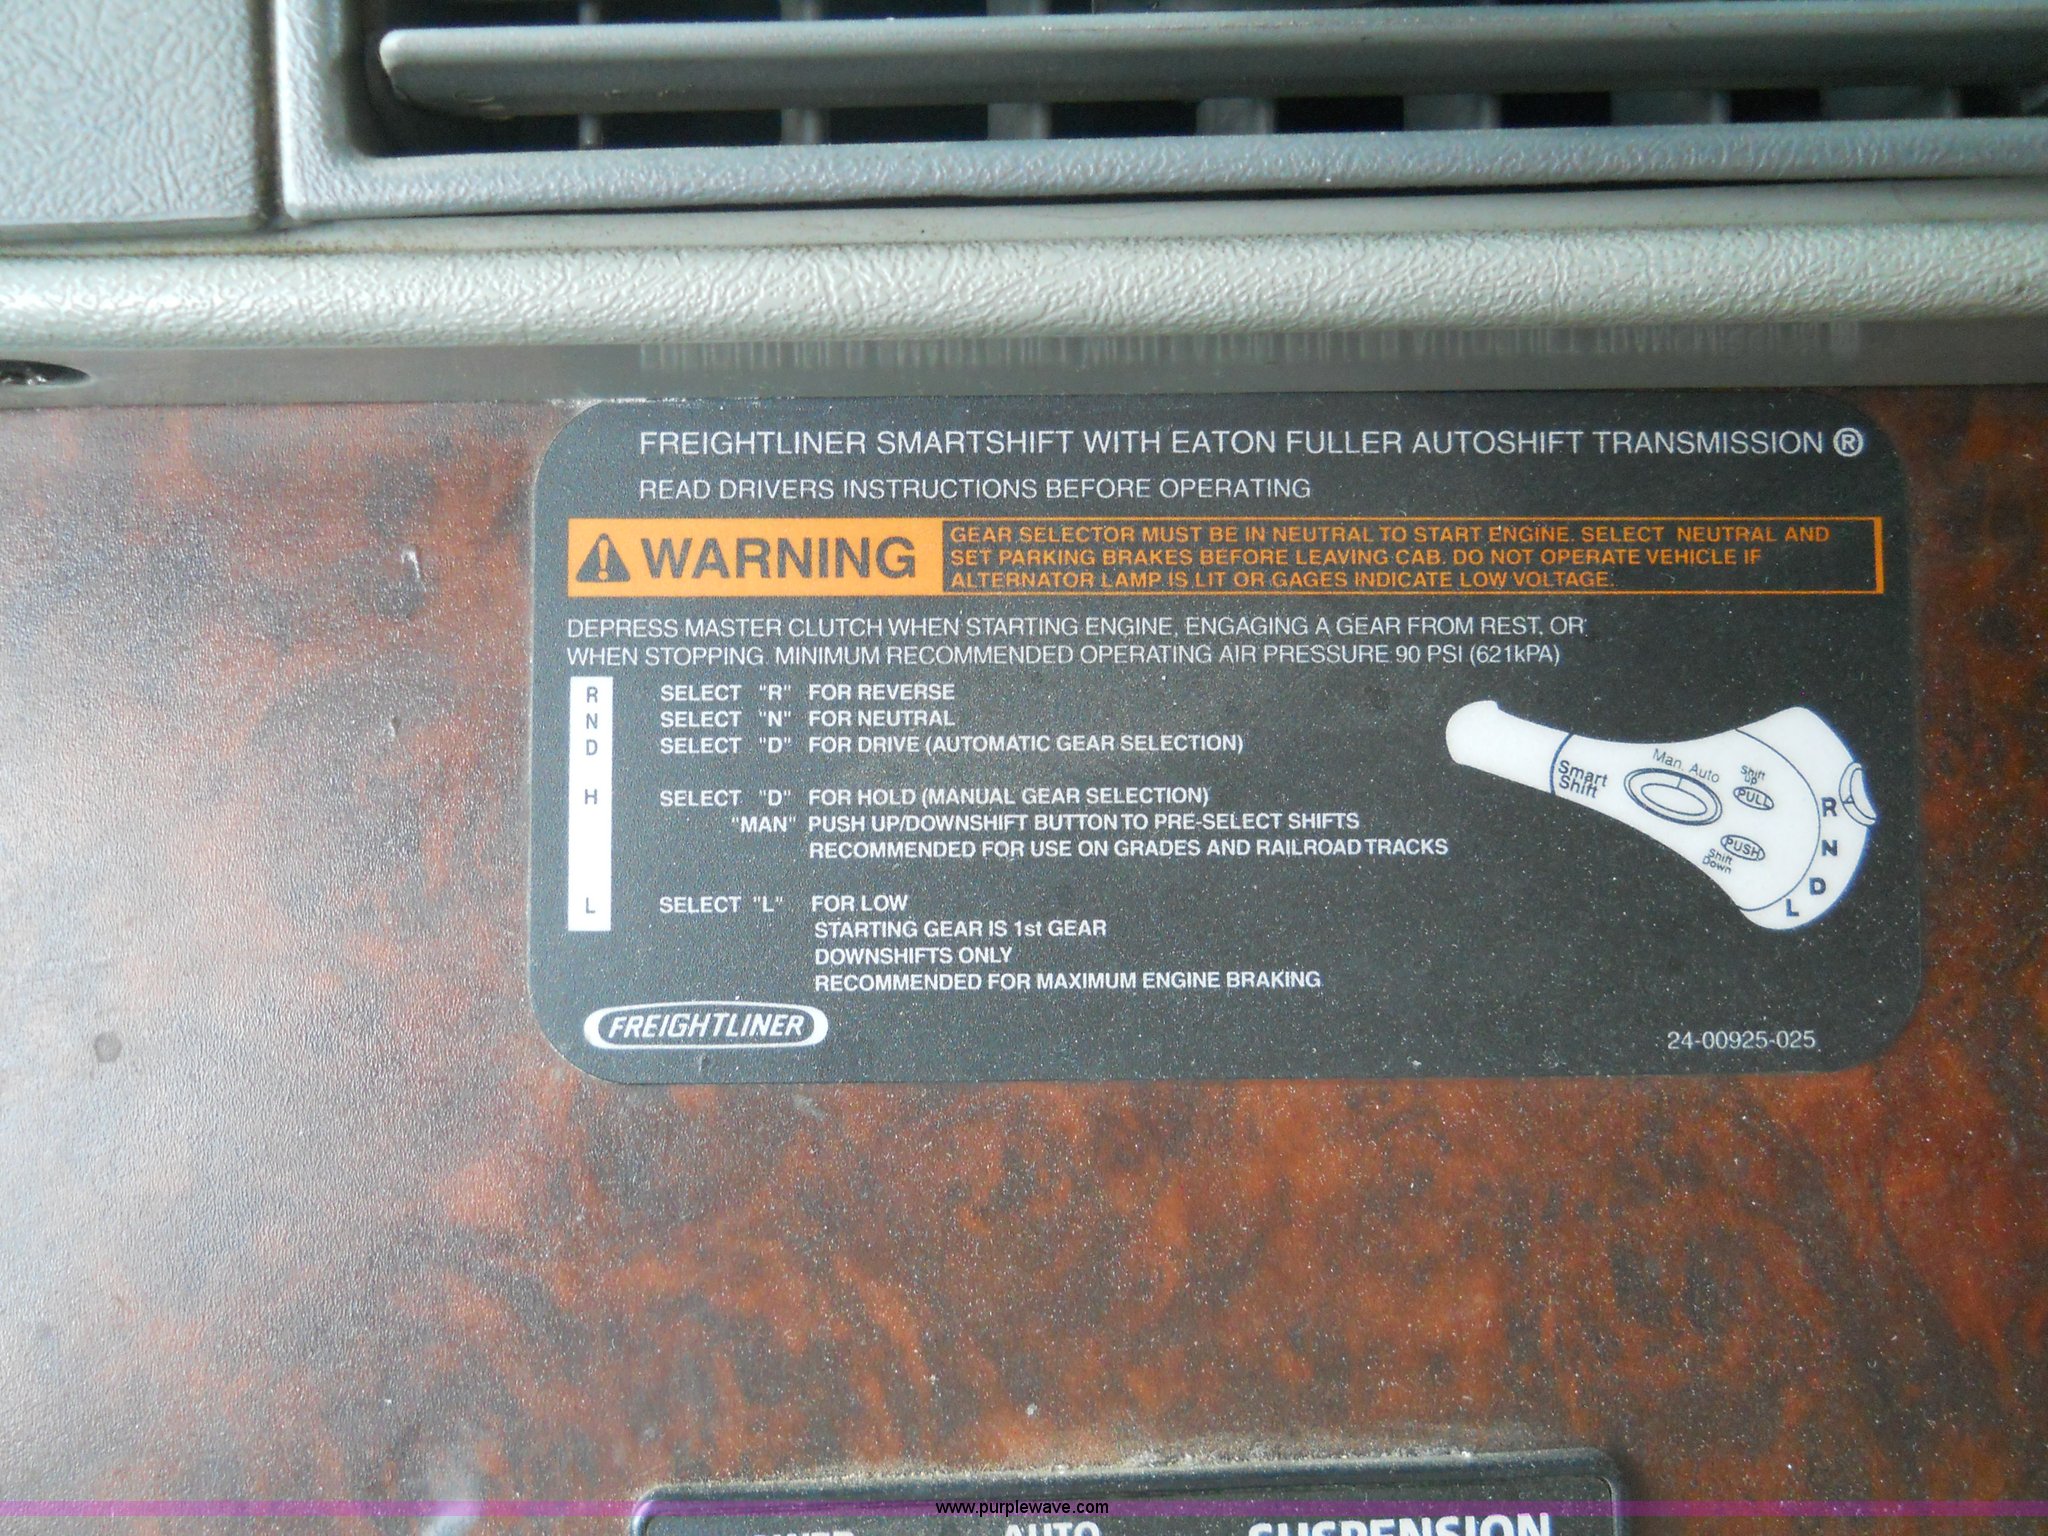 FREIGHTLINER SMARTSHIFT WITH EATON FULLER AUTOSHIFT TRANSMISSION ®
READ DRIVERS INSTRUCTIONS BEFORE OPERATING
WARNING
GEAR SELECTOR MUST BE IN NEUTRAL TO START ENGINE. SELECT NEUTRAL AND
SET PARKING BRAKES BEFORE LEAVING CAB. DO NOT OPERATE VEHICLE IF
ALTERNATOR LAMP IS LIT OR GAGES INDICATE LOW VOLTAGE.
DEPRESS MASTER CLUTCH WHEN STARTING ENGINE, ENGAGING A GEAR FROM REST, OR
WHEN STOPPING. MINIMUM RECOMMENDED OPERATING AIR PRESSURE 90 PSI (621kPA)
R SELECT "R" FOR REVERSE
N SELECT "N" FOR NEUTRAL
D SELECT "D" FOR DRIVE (AUTOMATIC GEAR SELECTION)
H SELECT "D" FOR HOLD (MANUAL GEAR SELECTION)
"MAN" PUSH UP/DOWNSHIFT BUTTON TO PRE-SELECT SHIFTS
RECOMMENDED FOR USE ON GRADES AND RAILROAD TRACKS
L SELECT "L" FOR LOW
STARTING GEAR IS 1st GEAR
DOWNSHIFTS ONLY
RECOMMENDED FOR MAXIMUM ENGINE BRAKING
Smart
Shift
Man. Auto
Shift
UP
PULL
PUSH
Shift
Down
R
N
D
L
FREIGHTLINER
24-00925-025
www.purplewave.com
AUTO SUSPENSION